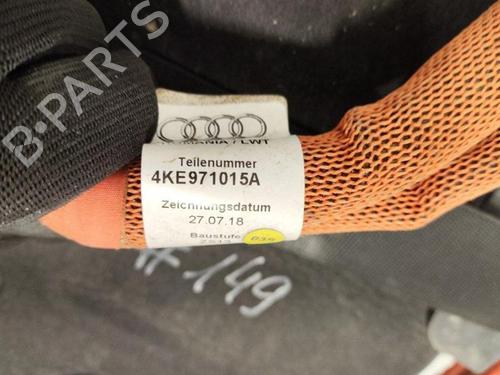 B-PARTS
Teilenummer
4KE971015A
Zeichnungsdatum
27.07.18
Baustufe
#149